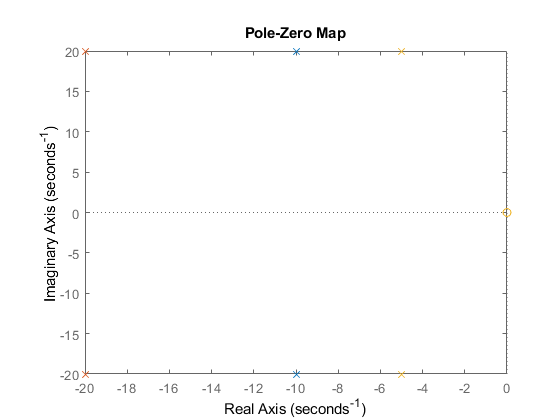 Pole-Zero Map
Imaginary Axis (seconds⁻¹)
20
15
10
5
0
-5
-10
-15
-20
-20 -18 -16 -14 -12 -10 -8 -6 -4 -2 0
Real Axis (seconds⁻¹)